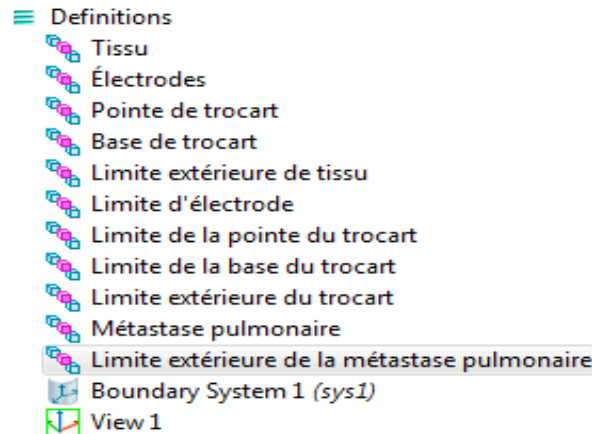 Definitions
Tissu
Électrodes
Pointe de trocart
Base de trocart
Limite extérieure de tissu
Limite d'électrode
Limite de la pointe du trocart
Limite de la base du trocart
Limite extérieure du trocart
Métastase pulmonaire
Limite extérieure de la métastase pulmonaire
Boundary System 1 (sys1)
View 1